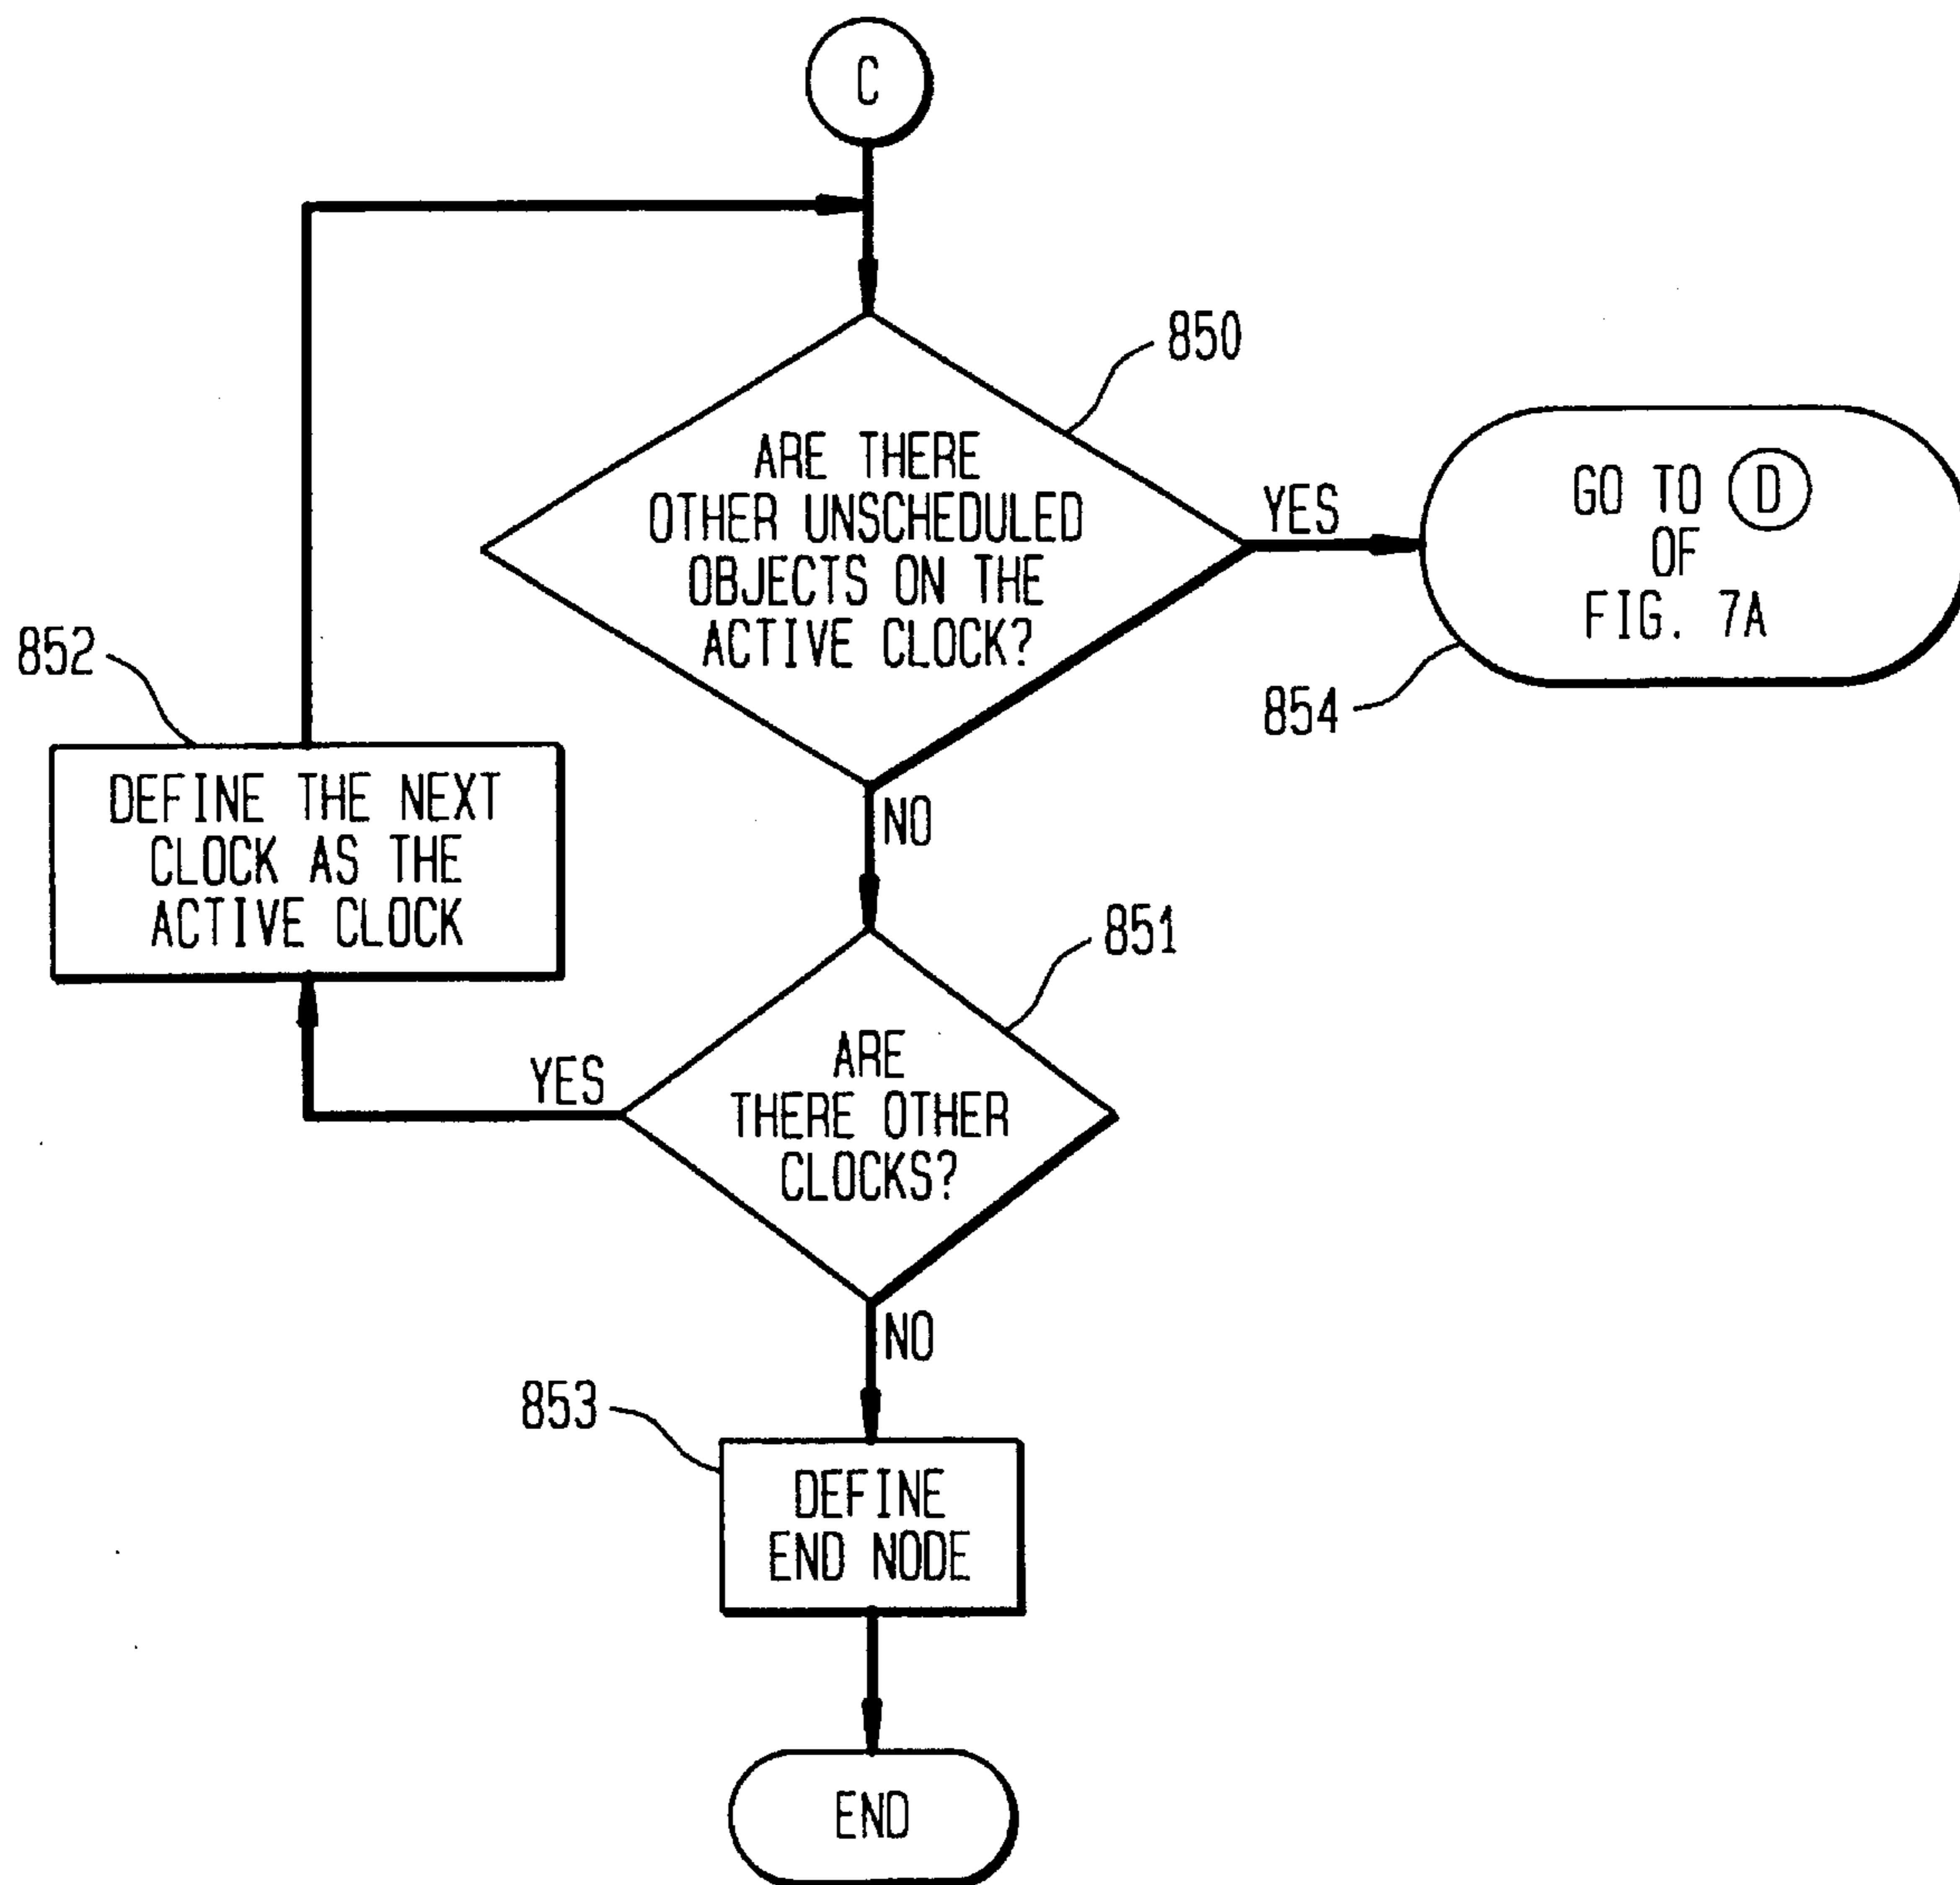 C
850
ARE THERE
OTHER UNSCHEDULED
OBJECTS ON THE
ACTIVE CLOCK?
YES
GO TO D
OF
FIG. 7A
854
NO
852
DEFINE THE NEXT
CLOCK AS THE
ACTIVE CLOCK
851
ARE
THERE OTHER
CLOCKS?
YES
NO
853
DEFINE
END NODE
END